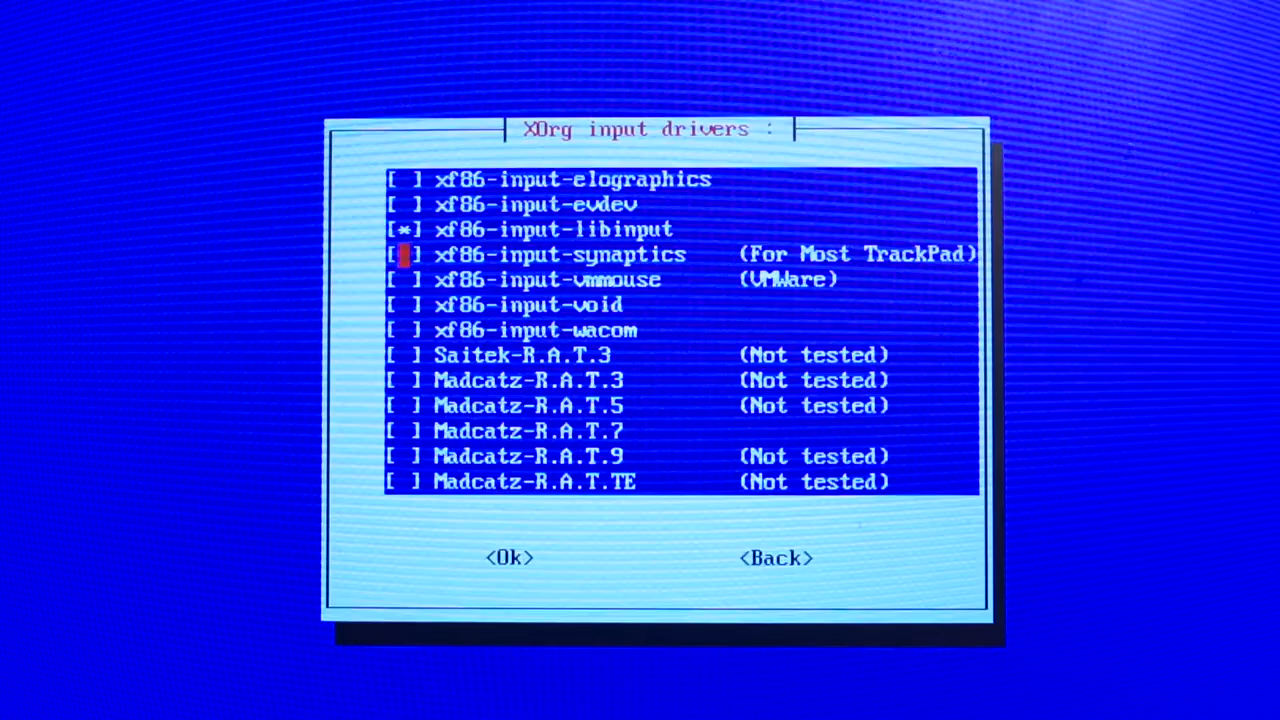 XOrg input drivers :
[ ] xf86-input-elographics
[ ] xf86-input-evdev
[*] xf86-input-libinput
[ ] xf86-input-synaptics (For Most TrackPad)
[ ] xf86-input-vmmouse (VMWare)
[ ] xf86-input-void
[ ] xf86-input-wacom
[ ] Saitek-R.A.T.3 (Not tested)
[ ] Madcatz-R.A.T.3 (Not tested)
[ ] Madcatz-R.A.T.5 (Not tested)
[ ] Madcatz-R.A.T.7
[ ] Madcatz-R.A.T.9 (Not tested)
[ ] Madcatz-R.A.T.TE (Not tested)
<Ok> <Back>